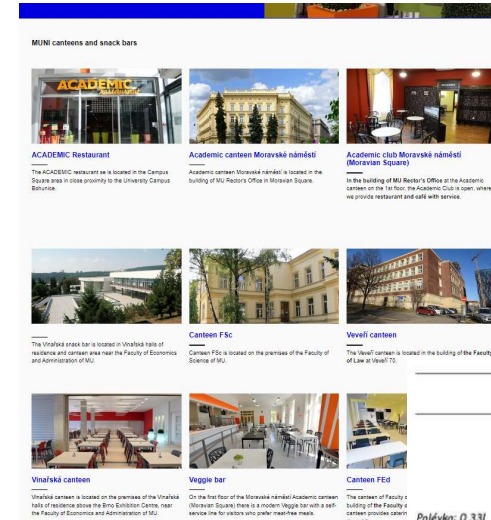 MUNI canteens and snack bars
ACADEMIC
restaurant
ACADEMIC Restaurant
The ACADEMIC restaurant se is located in the Campus
Square area in close proximity to the University Campus
Bohunice.
Academic canteen Moravské náměstí
Academic canteen Moravské náměstí is located in the
building of MU Rector's Office in Moravian Square.
Academic club Moravské náměstí
(Moravian Square)
In the building of MU Rector's Office at the Academic
canteen on the 1st floor, the Academic Club is open, where
we provide restaurant and café with service.
The Vinařská snack bar is located in Vinařská halls of
residence and canteen area near the Faculty of Economics
and Administration of MU.
Canteen FSc
Canteen FSc is located on the premises of the Faculty of
Science of MU.
Veveří canteen
The Veveří canteen is located in the building of the Faculty
of Law at Veveří 70.
Vinařská canteen
Vinařská canteen is located on the premises of the Vinařská
halls of residence above the Brno Exhibition Centre, near
the Faculty of Economics and Administration of MU.
Veggie bar
On the first floor of the Moravské náměstí Academic canteen
(Moravian Square) there is a modern Veggie bar with a self-
service line for visitors who prefer meat-free meals.
Canteen FEd
The canteen of Faculty
building of the Faculty
canteen provides
Polévka: 0,33l